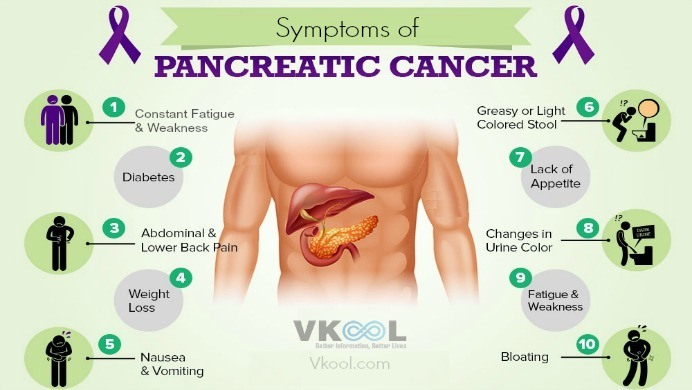 Symptoms of
PANCREATIC CANCER
1
Constant Fatigue
& Weakness
2
Diabetes
3
Abdominal &
Lower Back Pain
4
Weight
Loss
5
Nausea
& Vomiting
6
!?
Greasy or Light
Colored Stool
7
Lack of
Appetite
8
!?
Changes in
Urine Color
DARK
URINE
9
Fatigue &
Weakness
10
Bloating
VKOOL
Better Information, Better Lives
Vkool.com